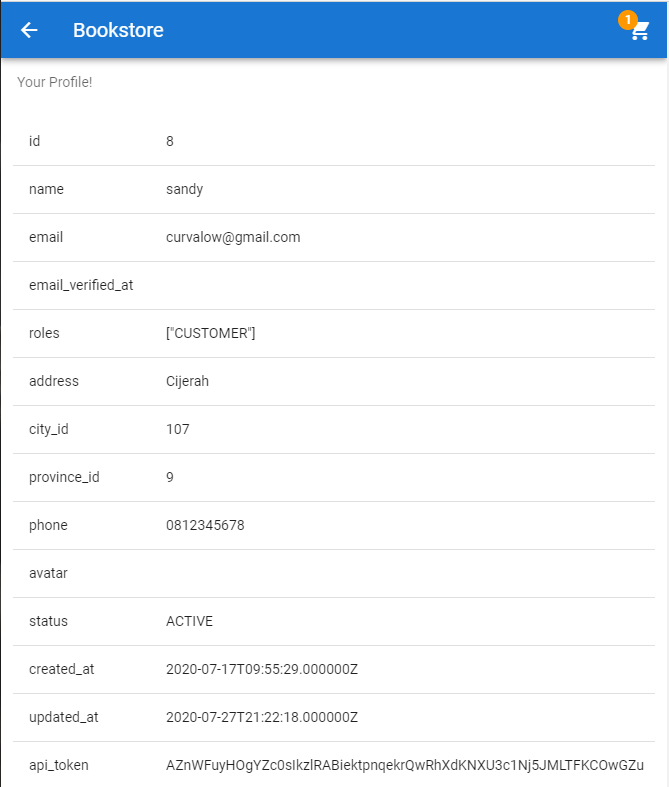 Bookstore
1
Your Profile!
id 8
name sandy
email curvalow@gmail.com
email_verified_at
roles ["CUSTOMER"]
address Cijerah
city_id 107
province_id 9
phone 0812345678
avatar
status ACTIVE
created_at 2020-07-17T09:55:29.000000Z
updated_at 2020-07-27T21:22:18.000000Z
api_token AZnWFuyHOgYZc0sIkzlRABiektpnqekrQwRhXdKNXU3c1Nj5JMLTFKCOwGZu